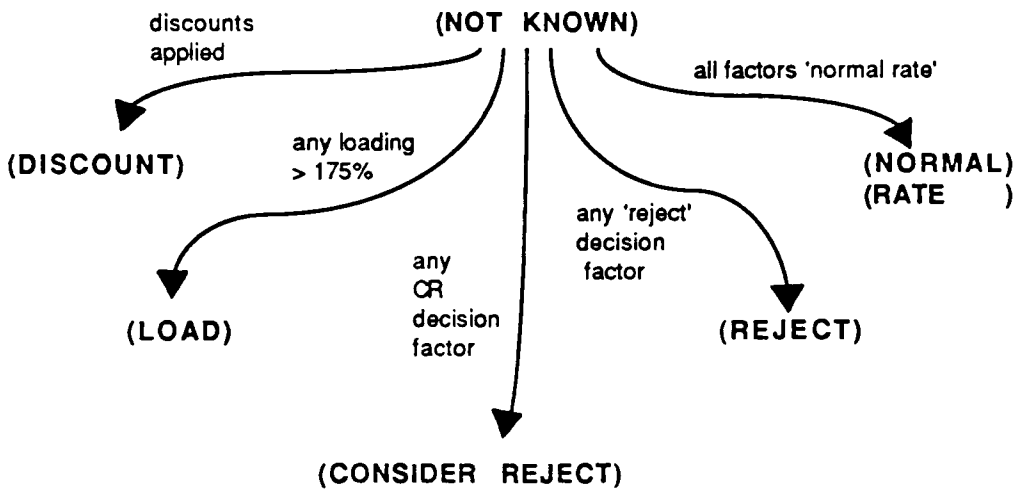 (NOT KNOWN)
discounts
applied
all factors 'normal rate'
(DISCOUNT)
any loading
> 175%
(NORMAL)
(RATE )
any 'reject'
decision
factor
any
CR
decision
factor
(LOAD)
(REJECT)
(CONSIDER REJECT)